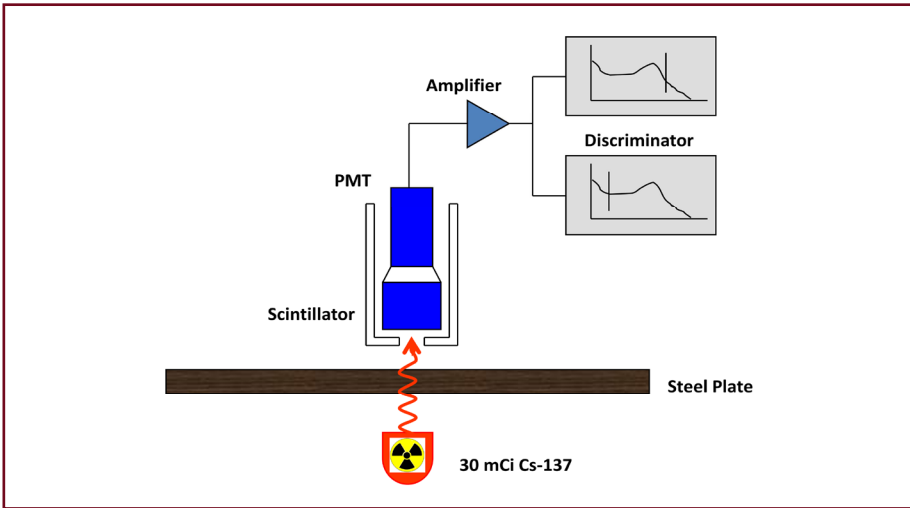 Amplifier
Discriminator
PMT
Scintillator
Steel Plate
30 mCi Cs-137